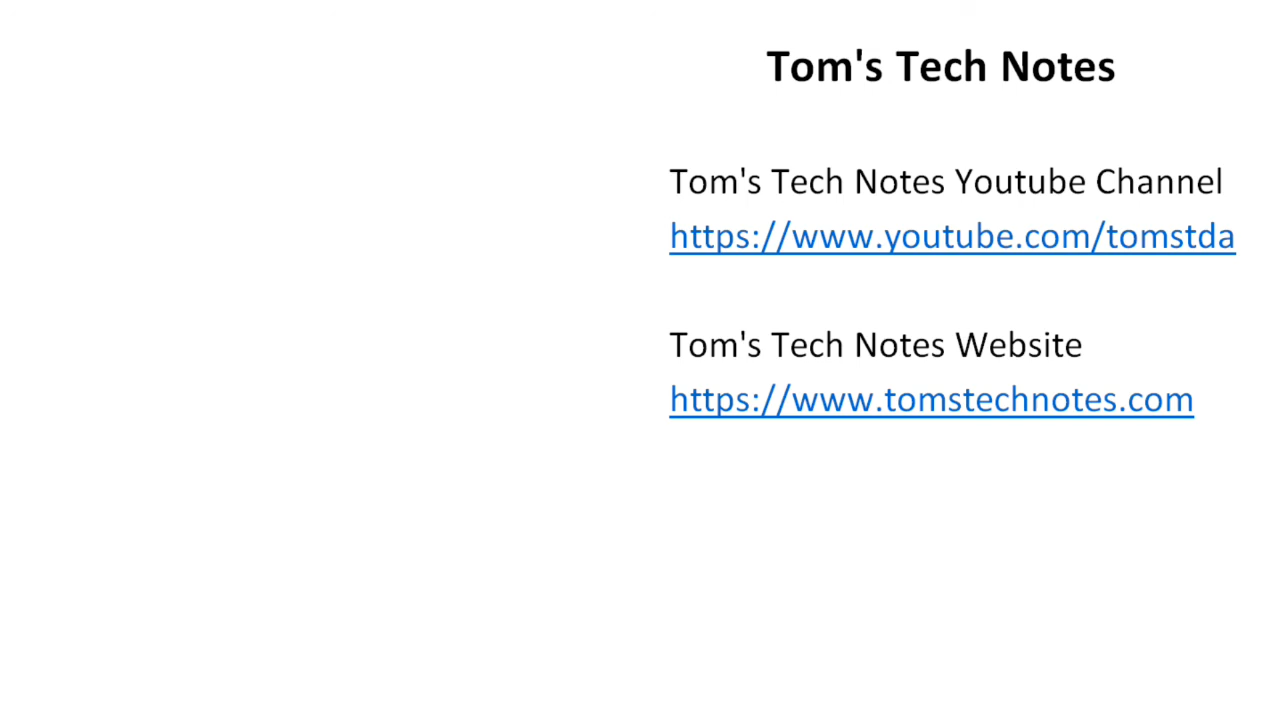 Tom's Tech Notes
Tom's Tech Notes Youtube Channel
https://www.youtube.com/tomstda
Tom's Tech Notes Website
https://www.tomstechnotes.com